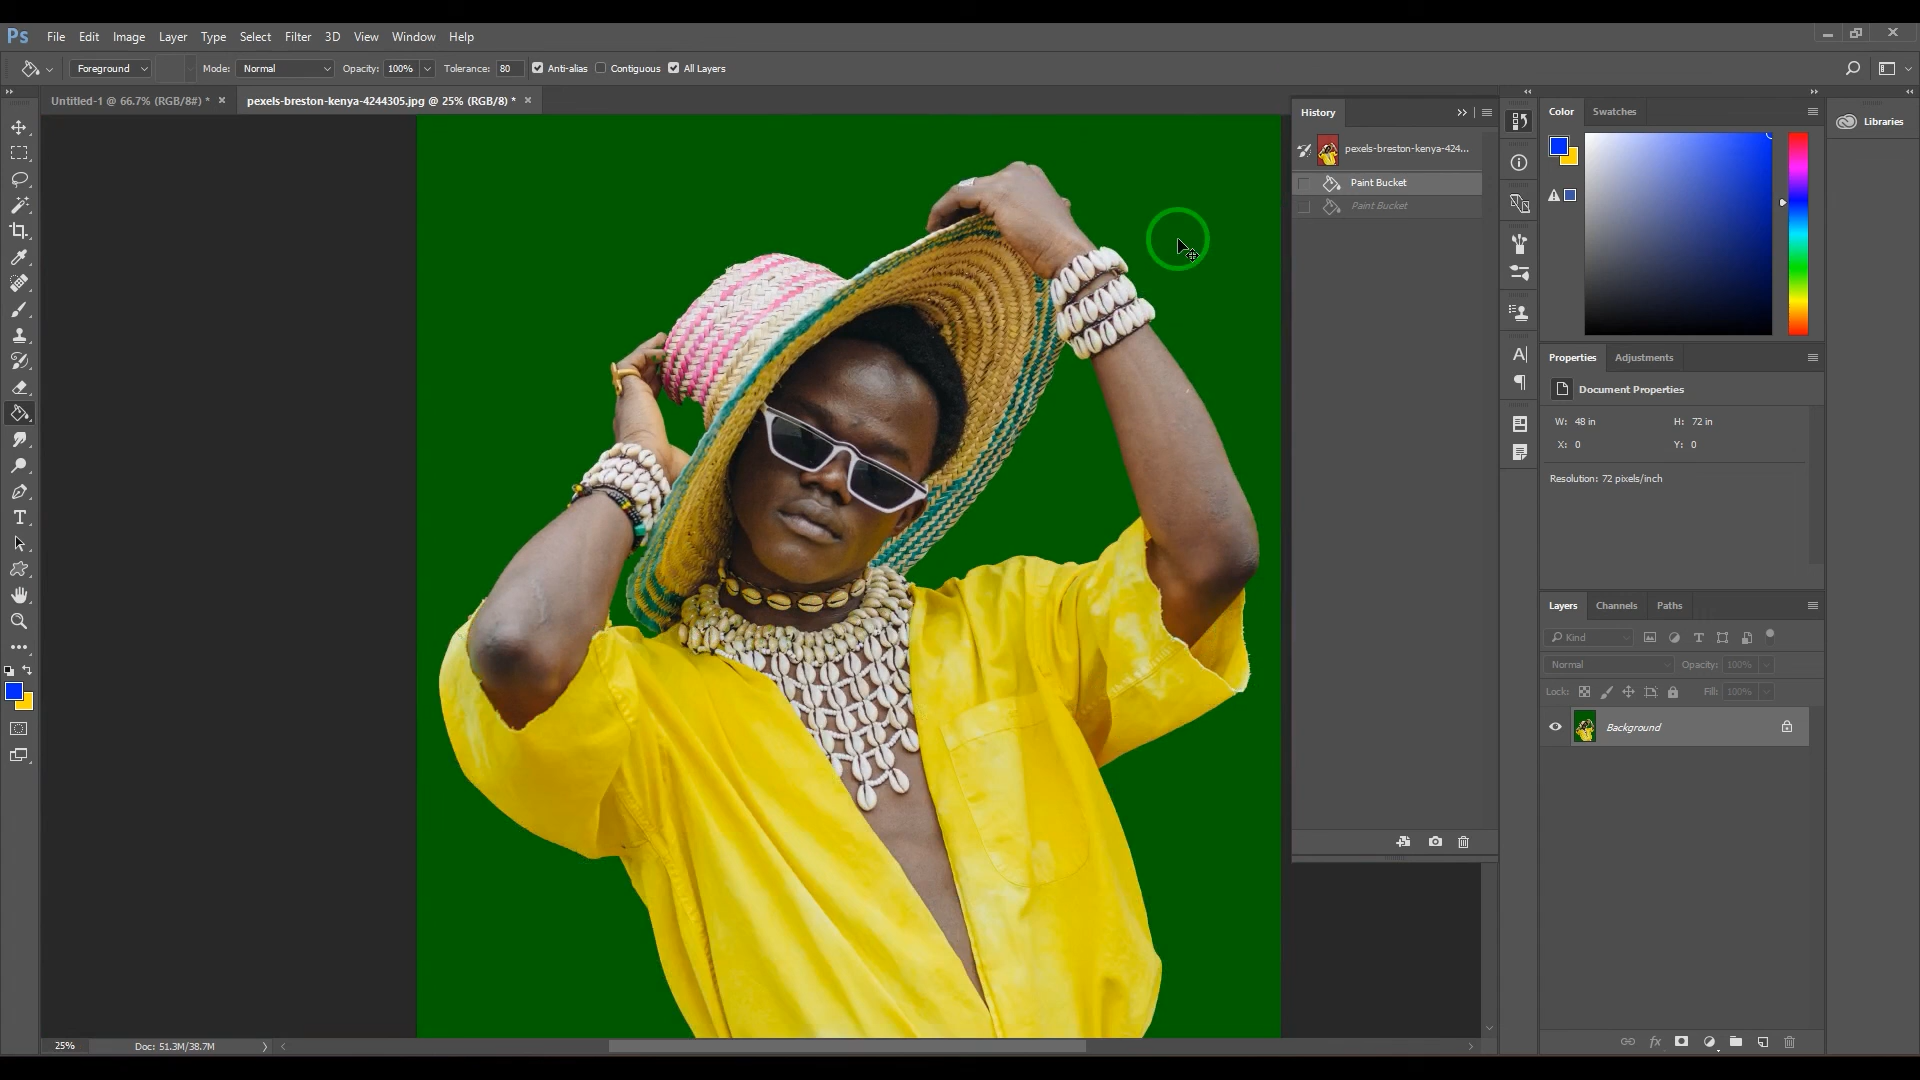 Ps File Edit Image Layer Type Select Filter 3D View Window Help
Foreground Mode: Normal Opacity: 100% Tolerance: 80 Anti-alias Contiguous All Layers
Untitled-1 @ 66.7% (RGB/8#) * × pexels-breston-kenya-4244305.jpg @ 25% (RGB/8) * ×
History
pexels-breston-kenya-424...
Paint Bucket
Paint Bucket
Color Swatches
Libraries
Properties Adjustments
Document Properties
W: 48 in H: 72 in
X: 0 Y: 0
Resolution: 72 pixels/inch
Layers Channels Paths
Kind
Normal Opacity: 100%
Lock: Fill: 100%
Background
fx
25% Doc: 51.3M/38.7M